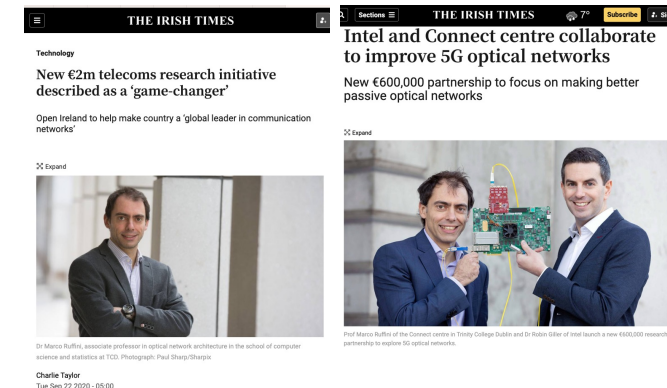 THE IRISH TIMES
Technology
New €2m telecoms research initiative
described as a ‘game-changer’
Open Ireland to help make country a ‘global leader in communication
networks’
Expand
Dr Marco Ruffini, associate professor in optical network architecture in the school of computer
science and statistics at TCD. Photograph: Paul Sharp/Sharpix
Charlie Taylor
Tue Sep 22 2020 - 05:00
Sections
THE IRISH TIMES
7°
Subscribe
Intel and Connect centre collaborate
to improve 5G optical networks
New €600,000 partnership to focus on making better
passive optical networks
Expand
Prof Marco Ruffini of the Connect centre in Trinity College Dublin and Dr Robin Giller of Intel launch a new €600,000 research
partnership to explore 5G optical networks.